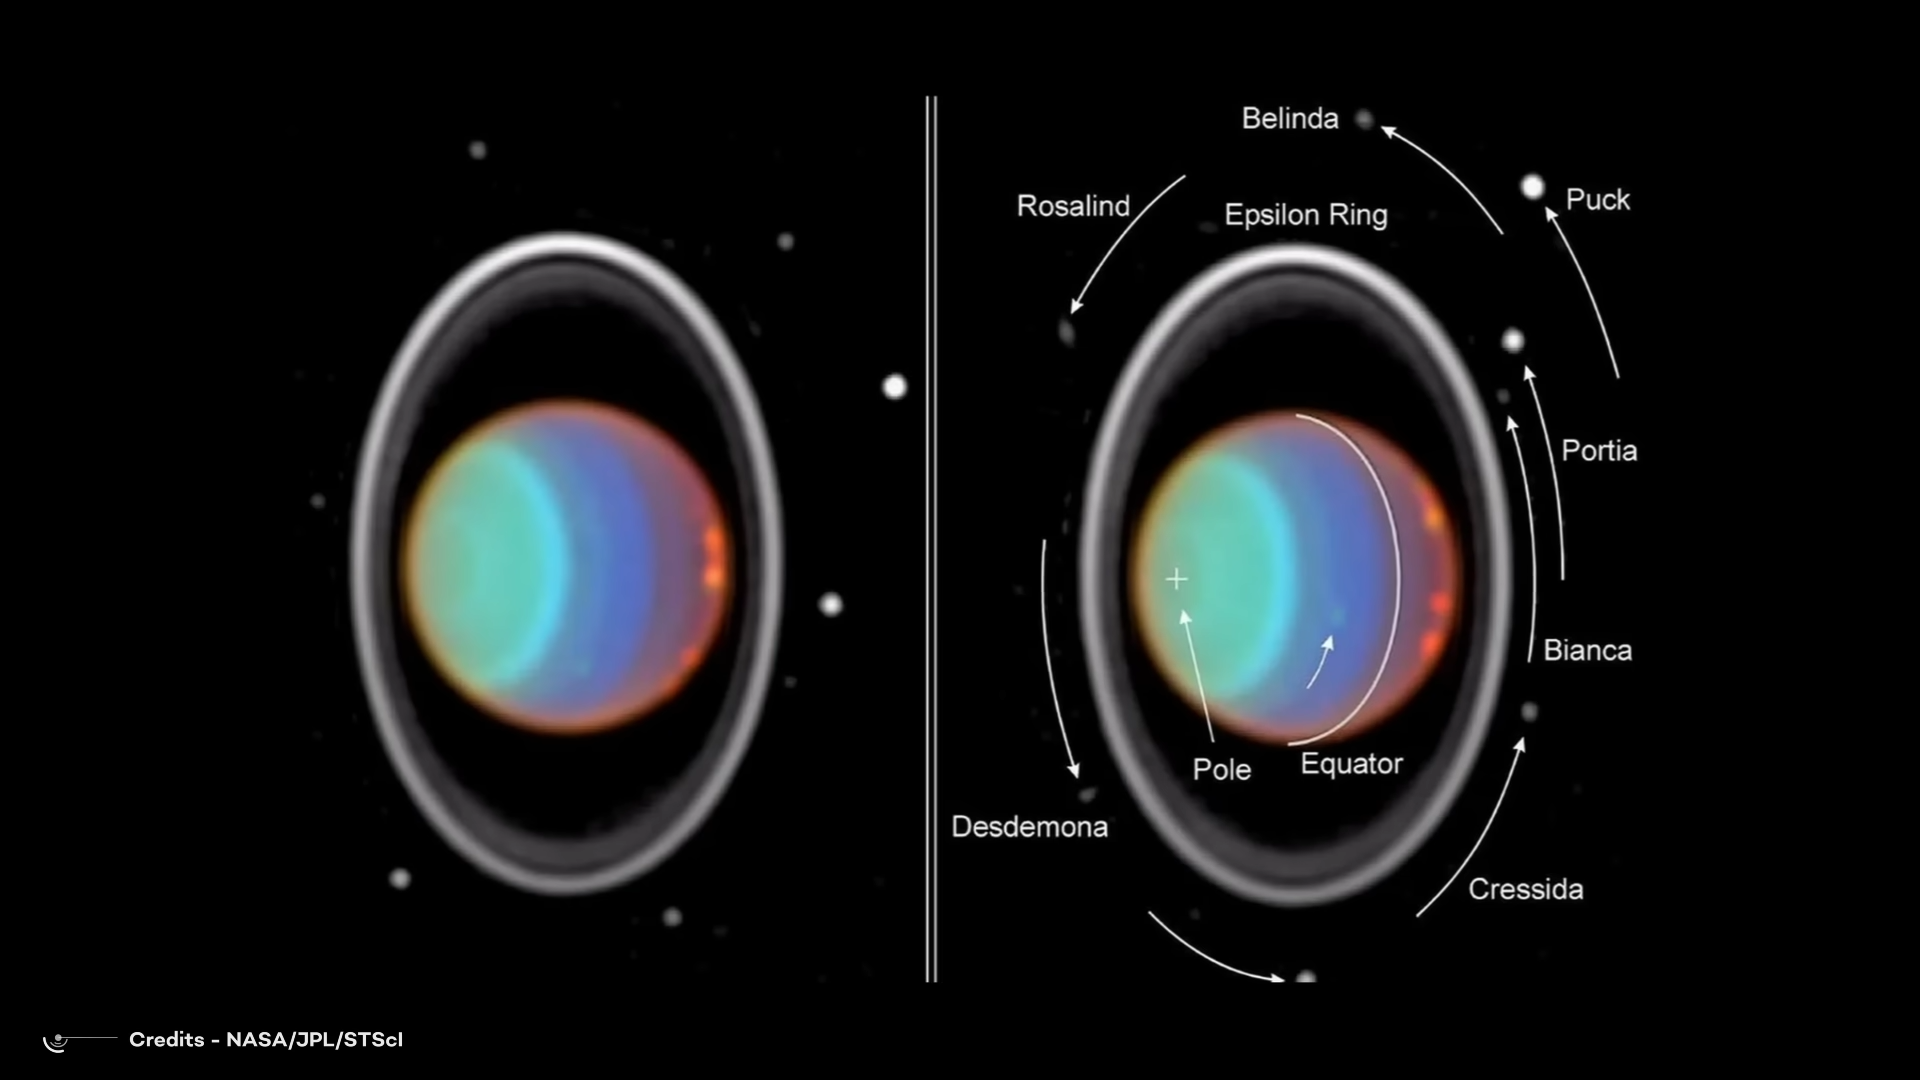 Belinda
Puck
Rosalind
Epsilon Ring
Portia
Bianca
Pole
Equator
Desdemona
Cressida
Credits - NASA/JPL/STScI